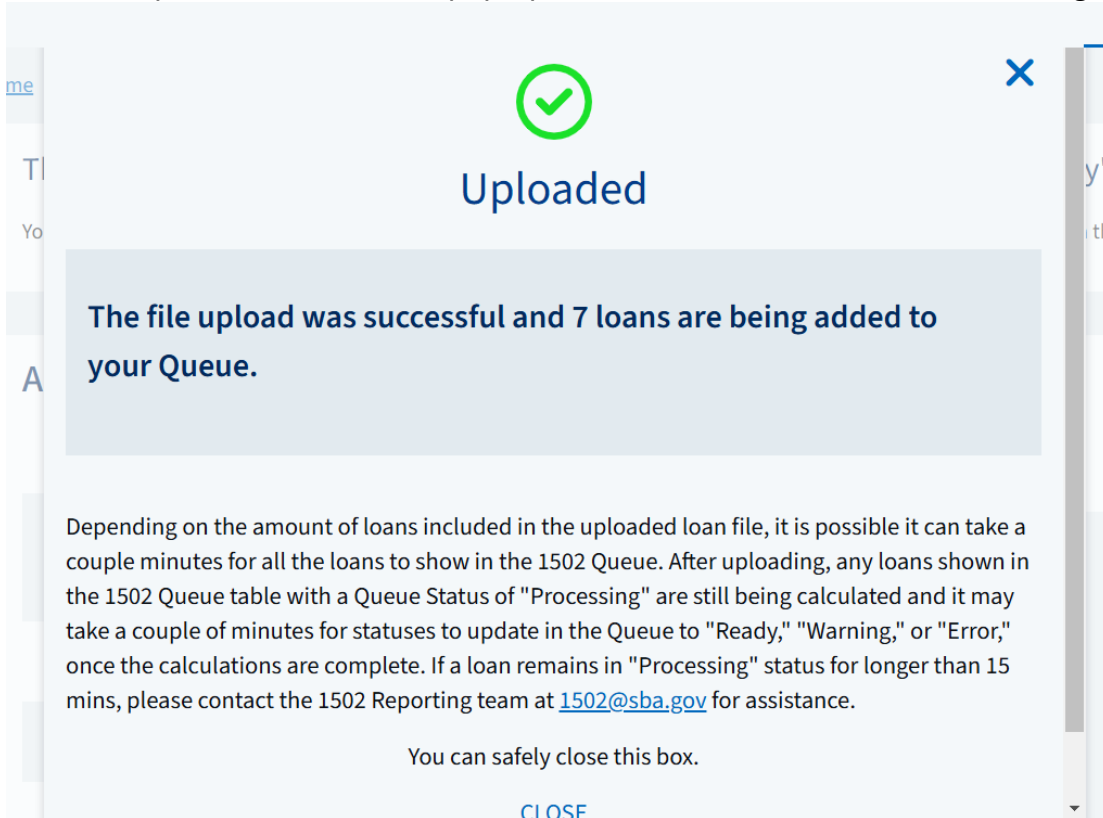 me
Uploaded
Yo
The file upload was successful and 7 loans are being added to
your Queue.
A
Depending on the amount of loans included in the uploaded loan file, it is possible it can take a
couple minutes for all the loans to show in the 1502 Queue. After uploading, any loans shown in
the 1502 Queue table with a Queue Status of "Processing" are still being calculated and it may
take a couple of minutes for statuses to update in the Queue to "Ready," "Warning," or "Error,"
once the calculations are complete. If a loan remains in "Processing" status for longer than 15
mins, please contact the 1502 Reporting team at 1502@sba.gov for assistance.
You can safely close this box.
CLOSE